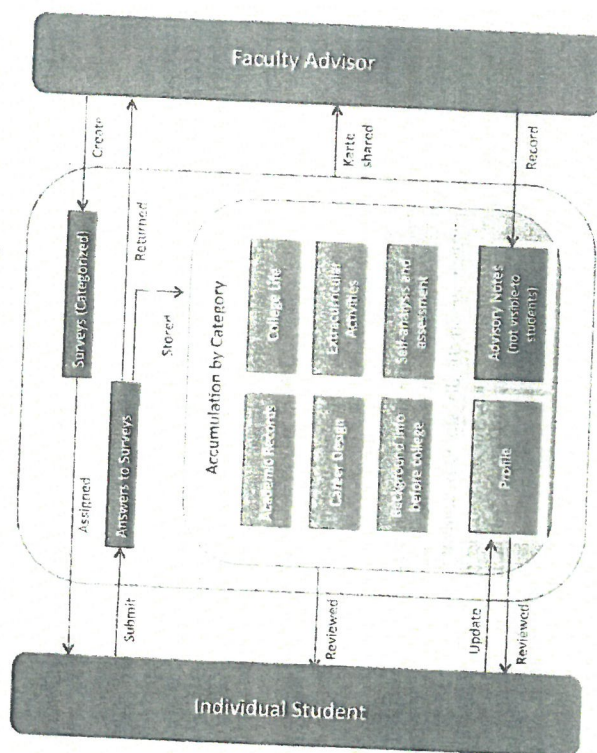 Faculty Advisor
Create
Returned
Karte
shared
Record
Surveys (Categorized)
Stored
Answers to Surveys
Assigned
Submit
Accumulation by Category
Academic Records
College Life
Career Design
Extracurricular
Activities
Background Info
before college
Self-analysis and
assessment
Profile
Advisory Notes
(not visible to
students)
Reviewed
Update
Reviewed
Individual Student